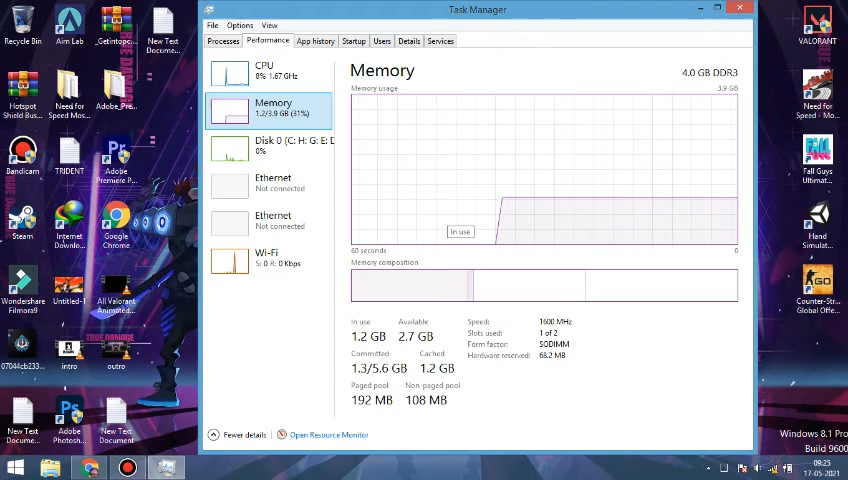 Recycle Bin
Aim Lab
_Getintopc...
New Text
Docume...
Hotspot
Shield Bus...
Need for
Speed Mos...
Adobe_Pr...
Bandicam
TRIDENT
Adobe
Premiere P...
Steam
Internet
Downlo...
Google
Chrome
Wondershare
Filmora9
Untitled-1
All Valorant
Animated...
TRUE DAMAGE
07044cb233...
intro
outro
New Text
Docume...
Adobe
Photosh...
New Text
Document
Task Manager
File Options View
Processes Performance App history Startup Users Details Services
CPU
8% 1.67 GHz
Memory
1.2/3.9 GB (31%)
Disk 0 (C: H: G: E: D
0%
Ethernet
Not connected
Ethernet
Not connected
Wi-Fi
S: 0 R: 0 Kbps
Memory 4.0 GB DDR3
Memory usage 3.9 GB
In use
60 seconds 0
Memory composition
In use Available
1.2 GB 2.7 GB
Committed Cached
1.3/5.6 GB 1.2 GB
Paged pool Non-paged pool
192 MB 108 MB
Speed: 1600 MHz
Slots used: 1 of 2
Form factor: SODIMM
Hardware reserved: 68.2 MB
Fewer details Open Resource Monitor
VALORANT
Need for
Speed - Mo...
FALL
GUYS
Fall Guys
Ultimat...
Hand
Simulat...
GO
Counter-Str...
Global Offe...
Windows 8.1 Pro
Build 9600
09:25
17-05-2021